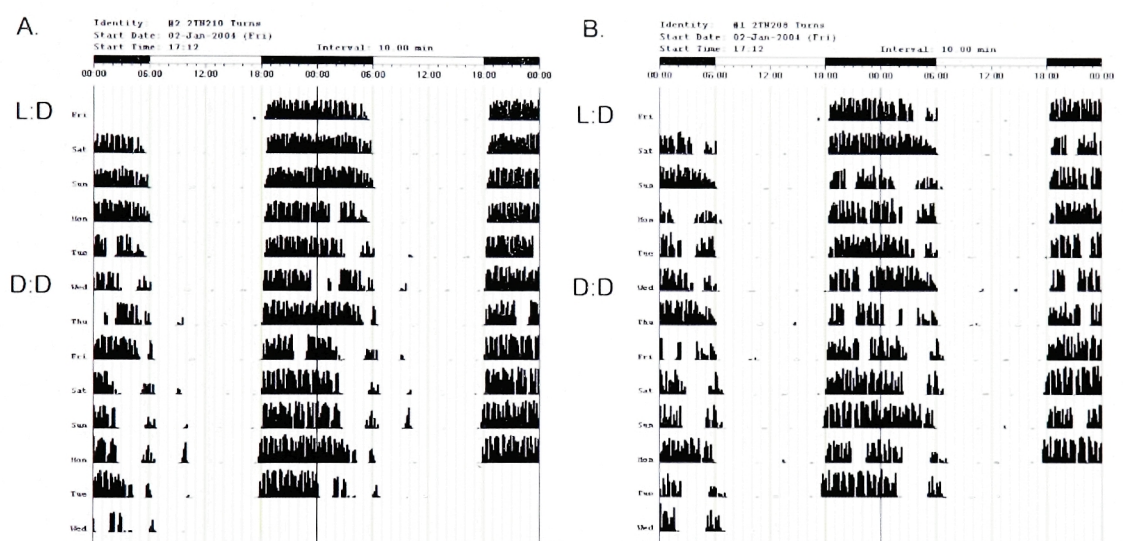 A.
Identity: #2 2TN210 Turns
Start Date: 02-Jan-2004 (Fri)
Start Time: 17:12 Interval: 10.00 min
00:00 06:00 12:00 18:00 00:00 06:00 12:00 18:00 00:00
L:D
Fri
Sat
Sun
Mon
Tue
D:D
Wed
Thu
Fri
Sat
Sun
Mon
Tue
Wed
B.
Identity: #1 2TN208 Turns
Start Date: 02-Jan-2004 (Fri)
Start Time: 17:12 Interval: 10.00 min
00:00 06:00 12:00 18:00 00:00 06:00 12:00 18:00 00:00
L:D
Fri
Sat
Sun
Mon
Tue
D:D
Wed
Thu
Fri
Sat
Sun
Mon
Tue
Wed